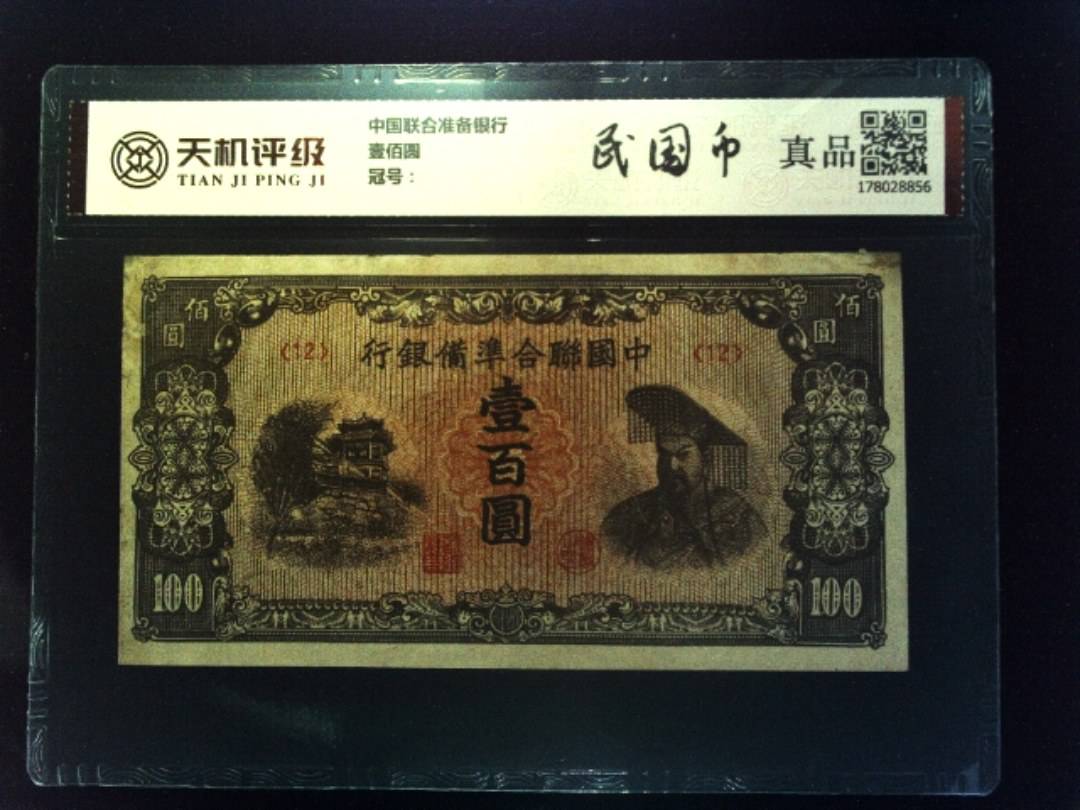 天机评级
TIAN JI PING JI
中国联合准备银行
壹佰圆
冠号：
民国币
真品
178028856
佰圓
佰圓
〈12〉
行銀備準合聯國中
〈12〉
壹百圓
100
100